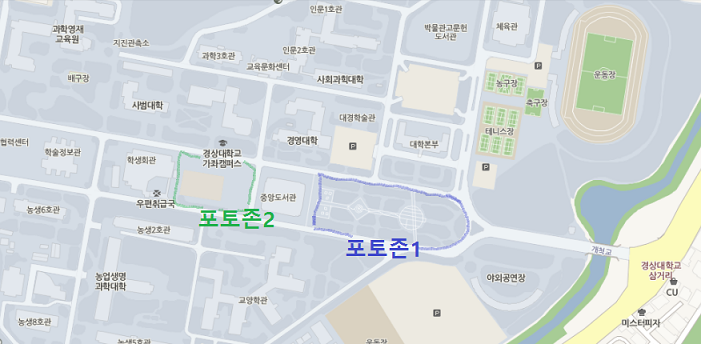 인문1호관
과학영재
교육원
박물관고문헌
도서관
체육관
지진관측소
인문2호관
과학3호관
교육문화센터
사회과학대학
배구장
농구장
운동장
축구장
사범대학
대경학술관
테니스장
협력센터
학술정보관
학생회관
경상대학교
가좌캠퍼스
경영대학
P
대학본부
P
P
우편취급국
중앙도서관
농생6호관
농생2호관
포토존2
포토존1
개척교
경상대학교
삼거리
농업생명
과학대학
야외공연장
CU
교양학관
농생8호관
농생5호관
운동장
P
미스터피자